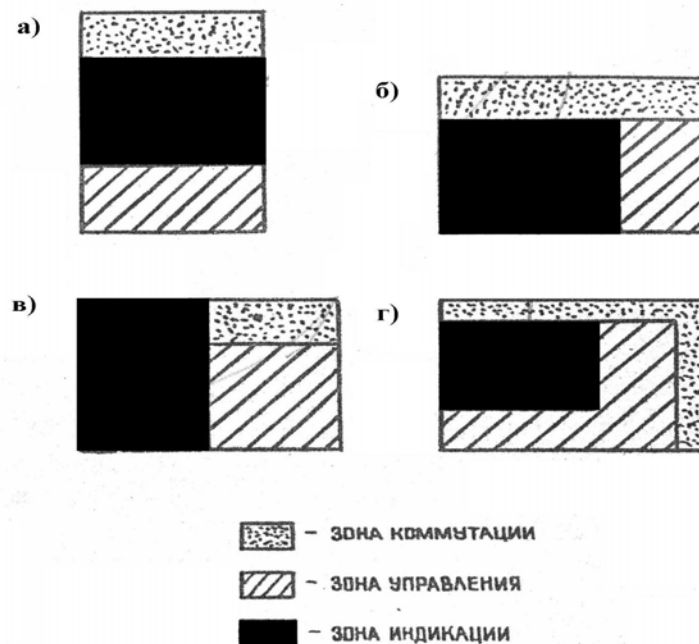 а)
б)
в)
г)
– ЗОНА КОММУТАЦИИ
– ЗОНА УПРАВЛЕНИЯ
– ЗОНА ИНДИКАЦИИ